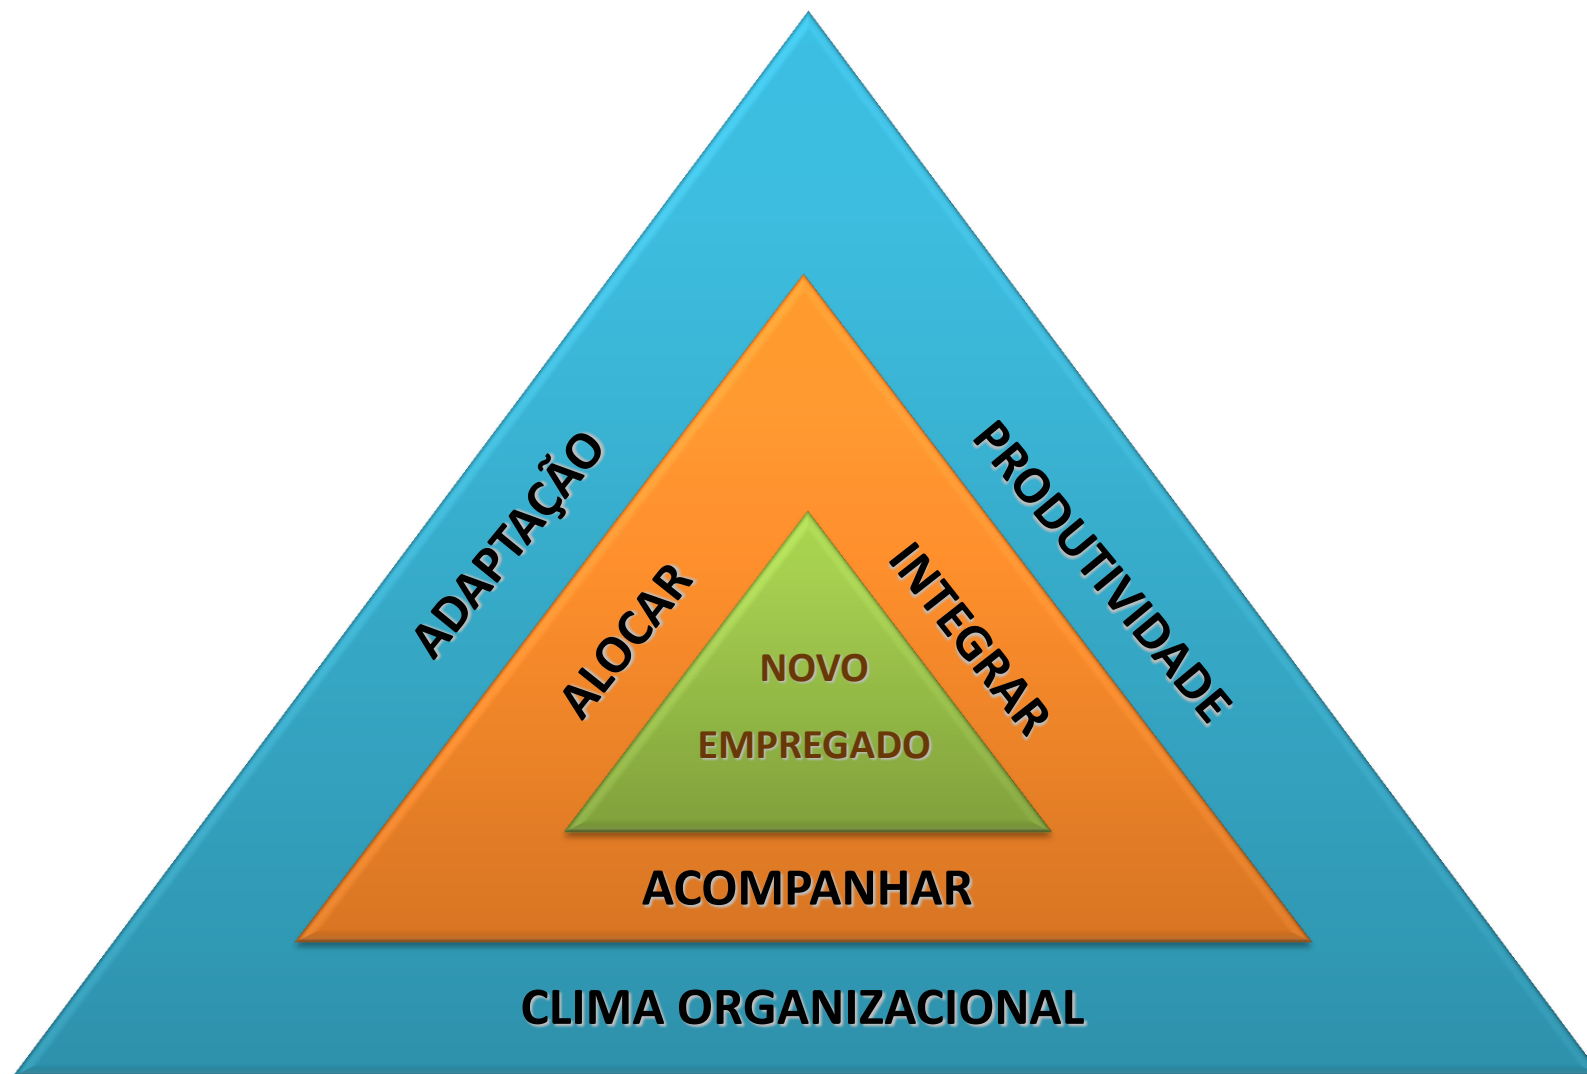 ADAPTAÇÃO
PRODUTIVIDADE
ALOCAR
INTEGRAR
NOVO
EMPREGADO
ACOMPANHAR
CLIMA ORGANIZACIONAL